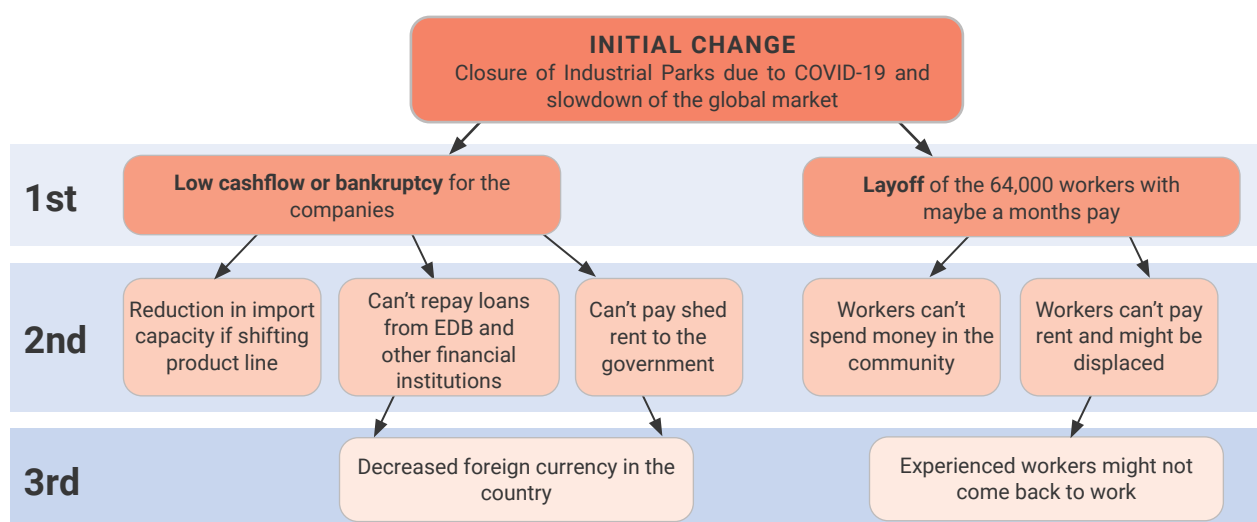 INITIAL CHANGE
Closure of Industrial Parks due to COVID-19 and
slowdown of the global market
1st
Low cashflow or bankruptcy for the
companies
Layoff of the 64,000 workers with
maybe a months pay
2nd
Reduction in import
capacity if shifting
product line
Can’t repay loans
from EDB and
other financial
institutions
Can’t pay shed
rent to the
government
Workers can’t
spend money in the
community
Workers can’t pay
rent and might be
displaced
3rd
Decreased foreign currency in the
country
Experienced workers might not
come back to work